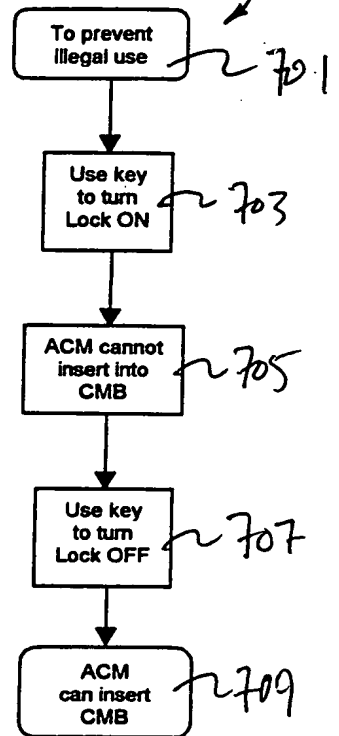 To prevent
illegal use
701
Use key
to turn
Lock ON
703
ACM cannot
insert into
CMB
705
Use key
to turn
Lock OFF
707
ACM
can insert
CMB
709